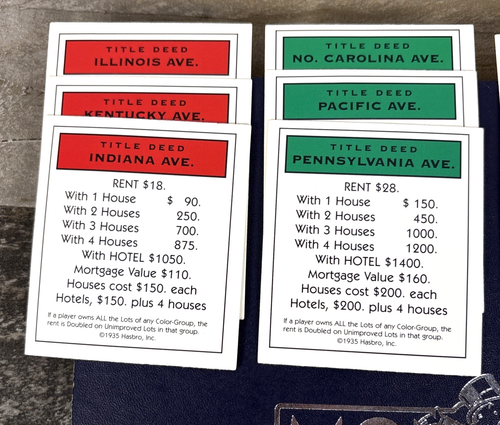 TITLE DEED
ILLINOIS AVE.
TITLE DEED
KENTUCKY AVE.
TITLE DEED
INDIANA AVE.
RENT $18.
With 1 House $ 90.
With 2 Houses 250.
With 3 Houses 700.
With 4 Houses 875.
With HOTEL $1050.
Mortgage Value $110.
Houses cost $150. each
Hotels, $150. plus 4 houses
If a player owns ALL the Lots of any Color-Group, the
rent is Doubled on Unimproved Lots in that group.
©1935 Hasbro, Inc.
TITLE DEED
NO. CAROLINA AVE.
TITLE DEED
PACIFIC AVE.
TITLE DEED
PENNSYLVANIA AVE.
RENT $28.
With 1 House $ 150.
With 2 Houses 450.
With 3 Houses 1000.
With 4 Houses 1200.
With HOTEL $1400.
Mortgage Value $160.
Houses cost $200. each
Hotels, $200. plus 4 houses
If a player owns ALL the Lots of any Color-Group, the
rent is Doubled on Unimproved Lots in that group.
©1935 Hasbro, Inc.